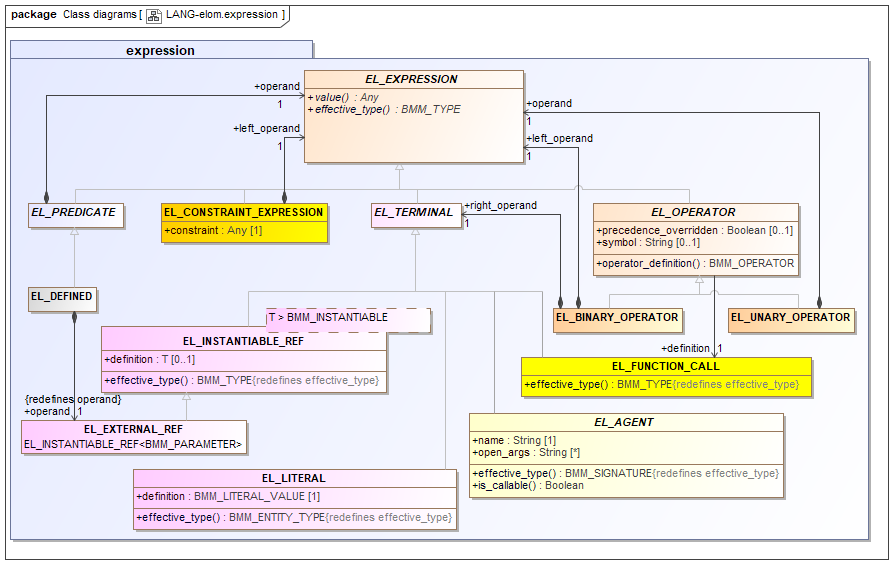 package Class diagrams [ LANG-elom.expression ]
expression
EL_EXPRESSION
+value() : Any
+effective_type() : BMM_TYPE
+operand
1
+left_operand
1
+operand
1
+left_operand
1
EL_PREDICATE
EL_CONSTRAINT_EXPRESSION
+constraint : Any [1]
EL_TERMINAL
+right_operand
1
EL_OPERATOR
+precedence_overridden : Boolean [0..1]
+symbol : String [0..1]
+operator_definition() : BMM_OPERATOR
EL_DEFINED
T > BMM_INSTANTIABLE
EL_INSTANTIABLE_REF
+definition : T [0..1]
+effective_type() : BMM_TYPE{redefines effective_type}
EL_BINARY_OPERATOR
EL_UNARY_OPERATOR
+definition
1
EL_FUNCTION_CALL
+effective_type() : BMM_TYPE{redefines effective_type}
{redefines operand}
+operand
1
EL_EXTERNAL_REF
EL_INSTANTIABLE_REF<BMM_PARAMETER>
EL_AGENT
+name : String [1]
+open_args : String [*]
+effective_type() : BMM_SIGNATURE{redefines effective_type}
+is_callable() : Boolean
EL_LITERAL
+definition : BMM_LITERAL_VALUE [1]
+effective_type() : BMM_ENTITY_TYPE{redefines effective_type}